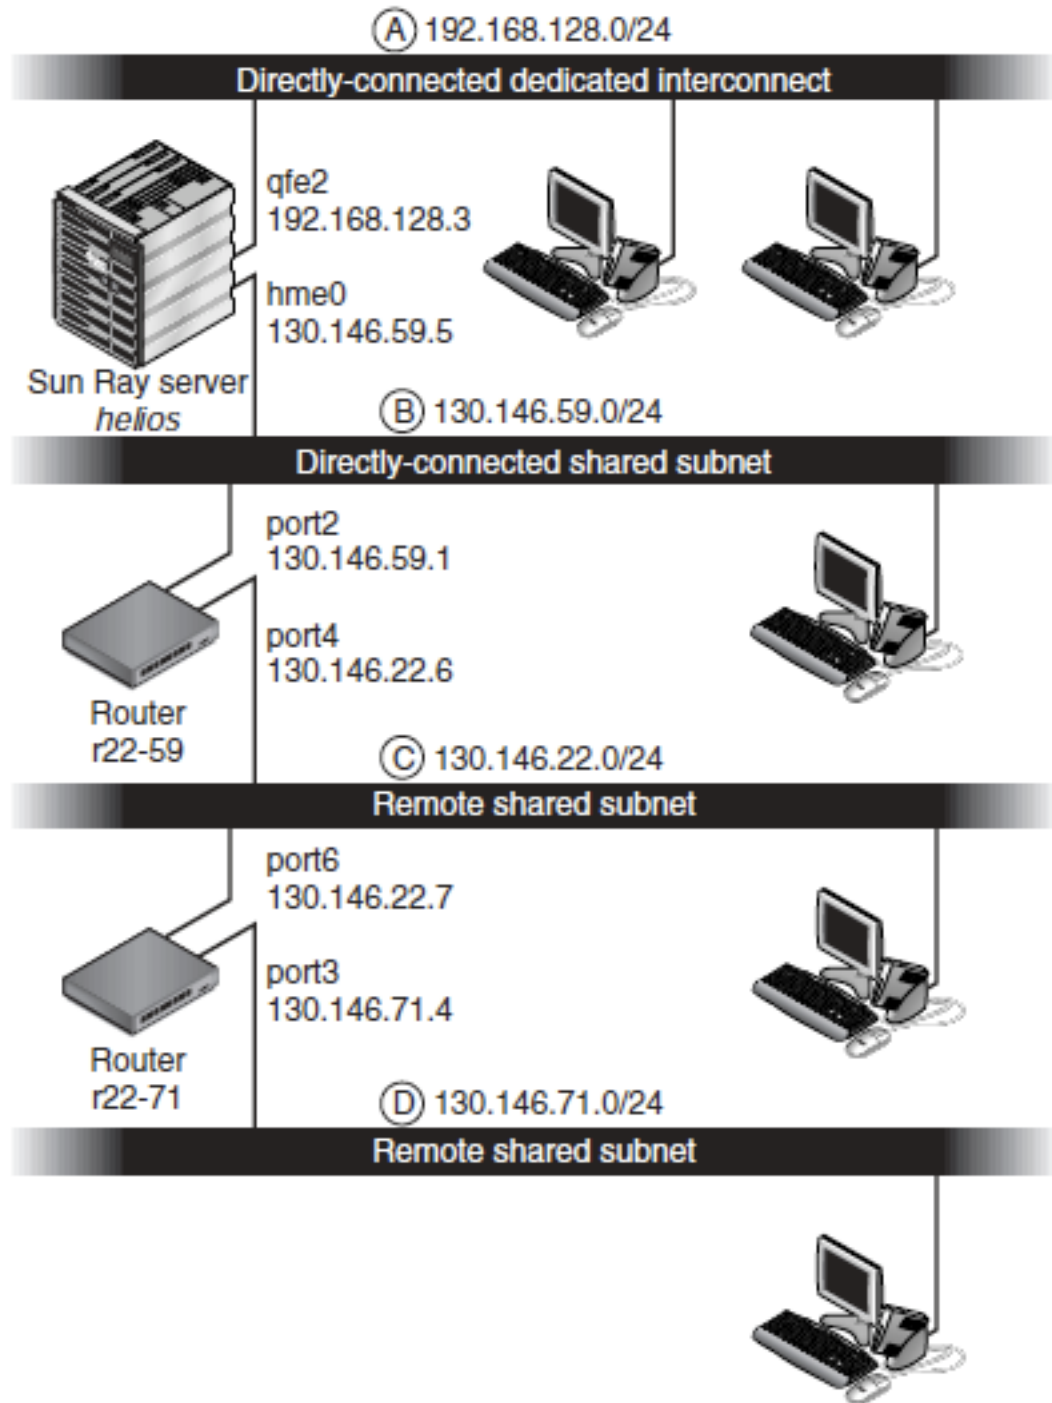 A 192.168.128.0/24
Directly-connected dedicated interconnect
qfe2
192.168.128.3
hme0
130.146.59.5
Sun Ray server
helios
B 130.146.59.0/24
Directly-connected shared subnet
port2
130.146.59.1
port4
130.146.22.6
Router
r22-59
C 130.146.22.0/24
Remote shared subnet
port6
130.146.22.7
port3
130.146.71.4
Router
r22-71
D 130.146.71.0/24
Remote shared subnet